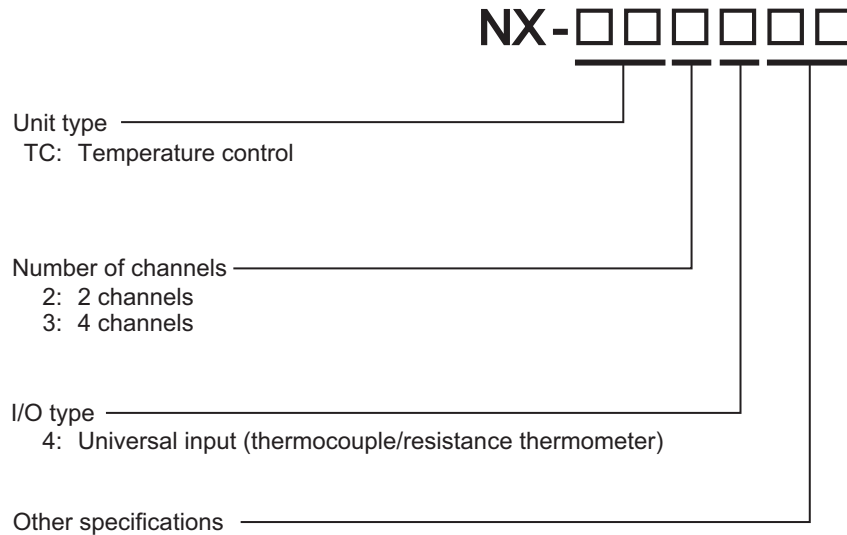 NX-□□□□□□
Unit type
TC: Temperature control
Number of channels
2: 2 channels
3: 4 channels
I/O type
4: Universal input (thermocouple/resistance thermometer)
Other specifications